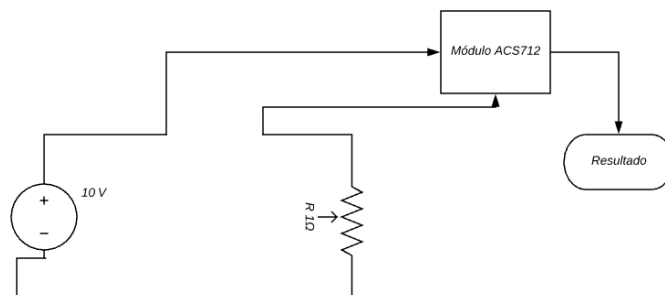 Módulo ACS712
Resultado
10 V
+
−
R 1Ω